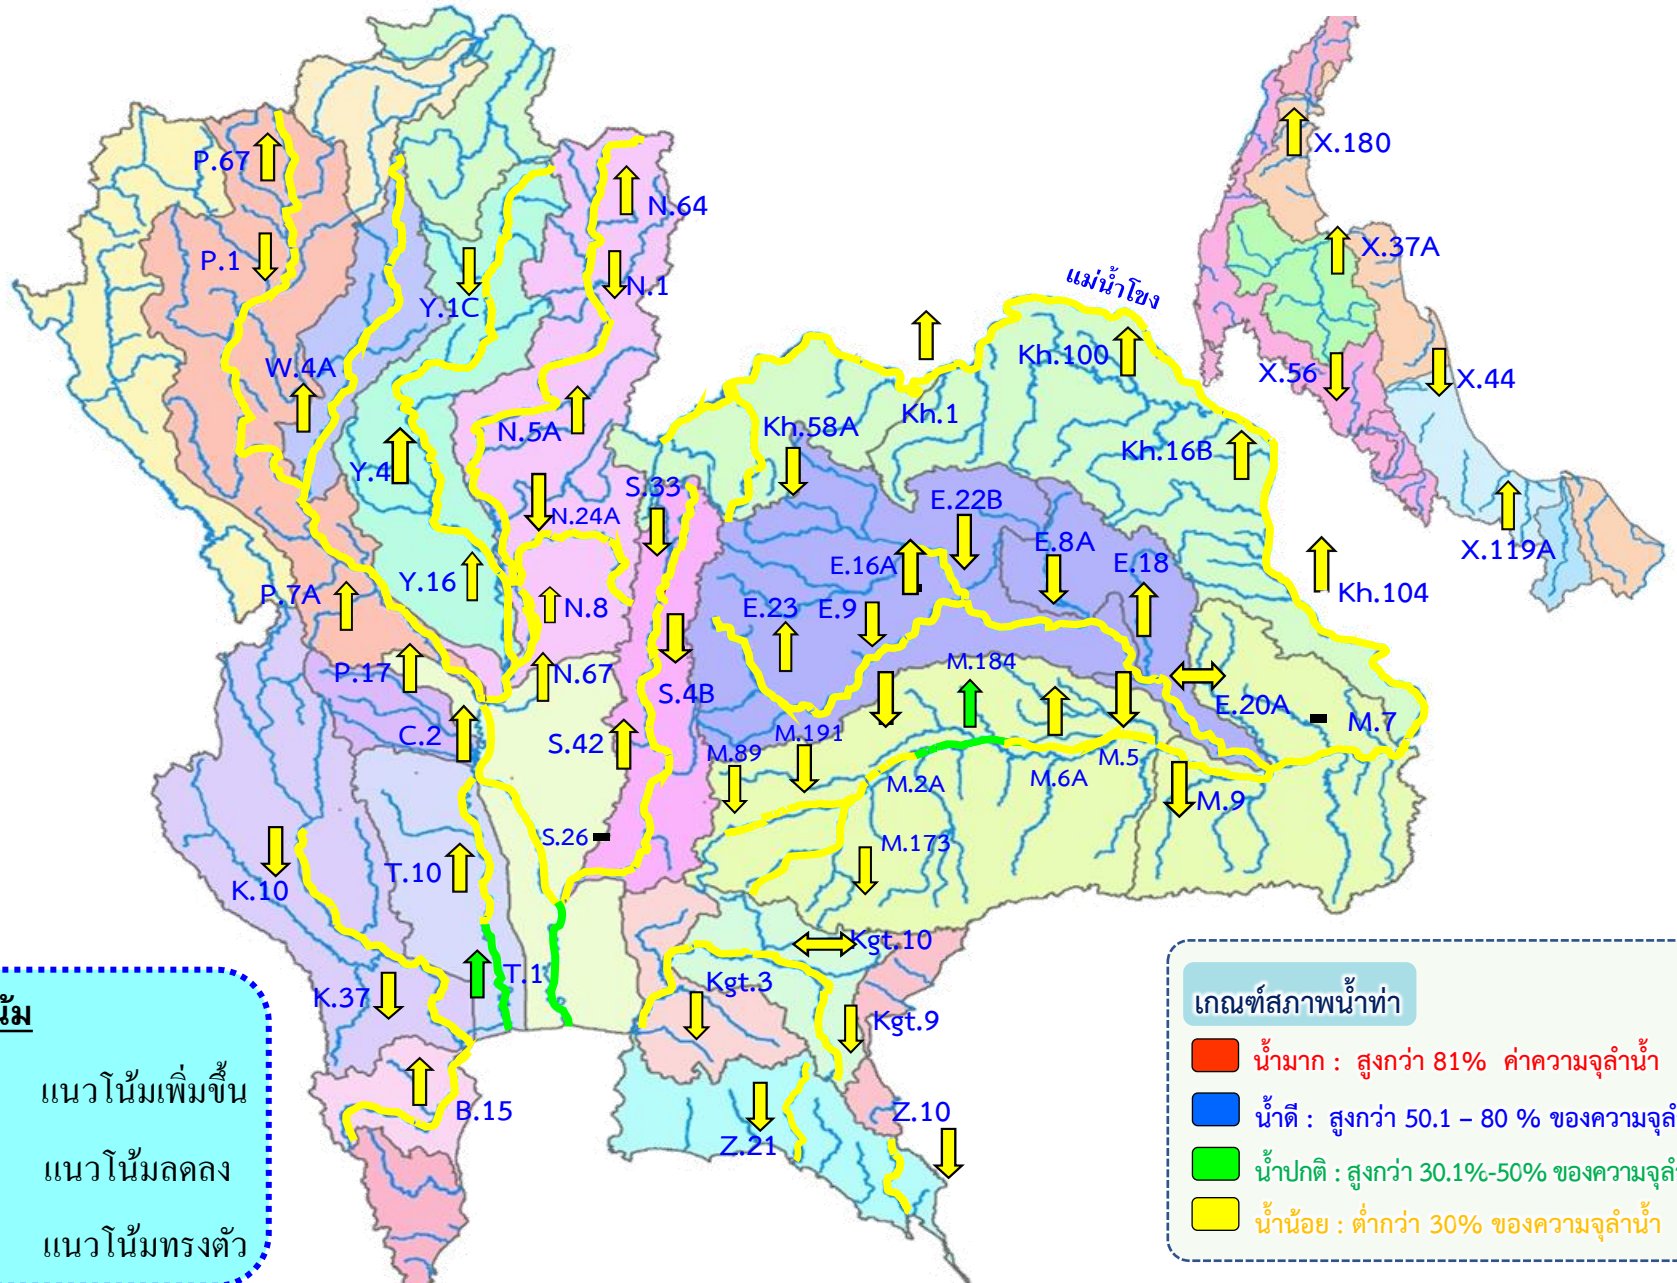 P.67
X.180
N.64
P.1
X.37A
N.1
แม่น้ำโขง
Y.1C
Kh.100
W.4A
X.56
X.44
Kh.1
N.5A
Kh.58A
Kh.16B
Y.4
S.33
E.22B
N.24A
E.8A
X.119A
E.16A
E.18
Y.16
P.7A
N.8
E.23
E.9
Kh.104
M.184
P.17
N.67
S.4B
E.20A
M.7
C.2
S.42
M.191
M.89
M.5
M.2A
M.6A
M.9
S.26
M.173
T.10
K.10
Kgt.10
T.1
Kgt.3
K.37
Kgt.9
B.15
Z.10
Z.21
แนวโน้มเพิ่มขึ้น
แนวโน้มลดลง
แนวโน้มทรงตัว
เกณฑ์สภาพน้ำท่า
น้ำมาก : สูงกว่า 81% ค่าความจุลำน้ำ
น้ำดี : สูงกว่า 50.1 – 80 % ของความจุลำ
น้ำปกติ : สูงกว่า 30.1%-50% ของความจุลำ
น้ำน้อย : ต่ำกว่า 30% ของความจุลำน้ำ